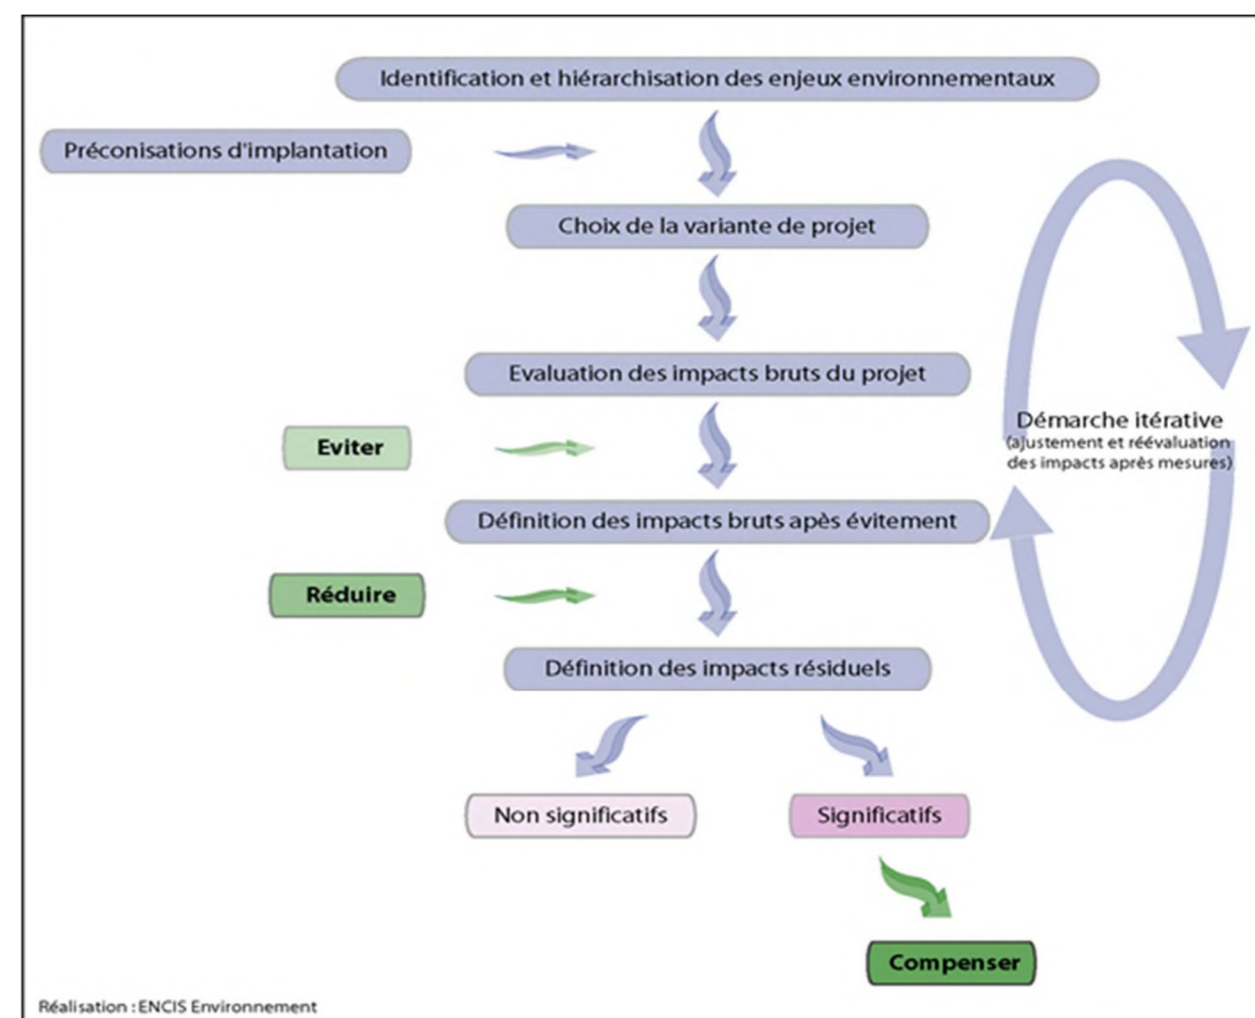 Identification et hiérarchisation des enjeux environnementaux
Préconisations d'implantation
Choix de la variante de projet
Evaluation des impacts bruts du projet
Démarche itérative
(ajustement et réévaluation
des impacts après mesures)
Eviter
Définition des impacts bruts apès évitement
Réduire
Définition des impacts résiduels
Non significatifs
Significatifs
Compenser
Réalisation : ENCIS Environnement